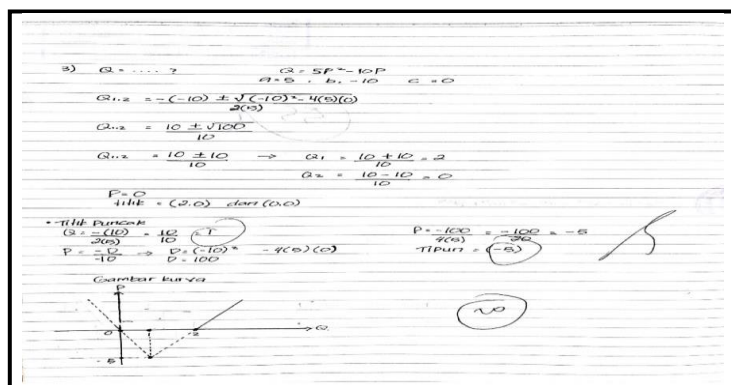 3) Q = ..... ? Q = 5P² - 10P
a = 5 , b. -10 c = 0
Q1.2 = -(-10) ± √(-10)² - 4(5)(0)
2(5)
Q1.2 = 10 ± √100
10
Q1.2 = 10 ± 10 → Q1 = 10 + 10 = 2
10 10
Q2 = 10 - 10 = 0
10
P = 0
titik = (2.0) dan (0.0)
• Titik Puncak
Q = -(10) = 10 = 1
2(5) 10
P = -100 = -100 = -5
4(5) 20
P = -D → D = (-10)² - 4(5)(0)
-10 D = 100
Tipun = (-5)
Gambar kurva
P
0 2 Q
-5
20